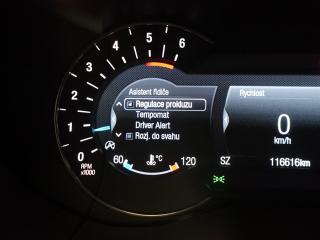 5
6
4
3
2
1
0
RPM
x1000
Asistent řidiče
Regulace prokluzu
Tempomat
Driver Alert
Rozj. do svahu
60 °C 120
Rychlost
0
km/h
SZ 116616km